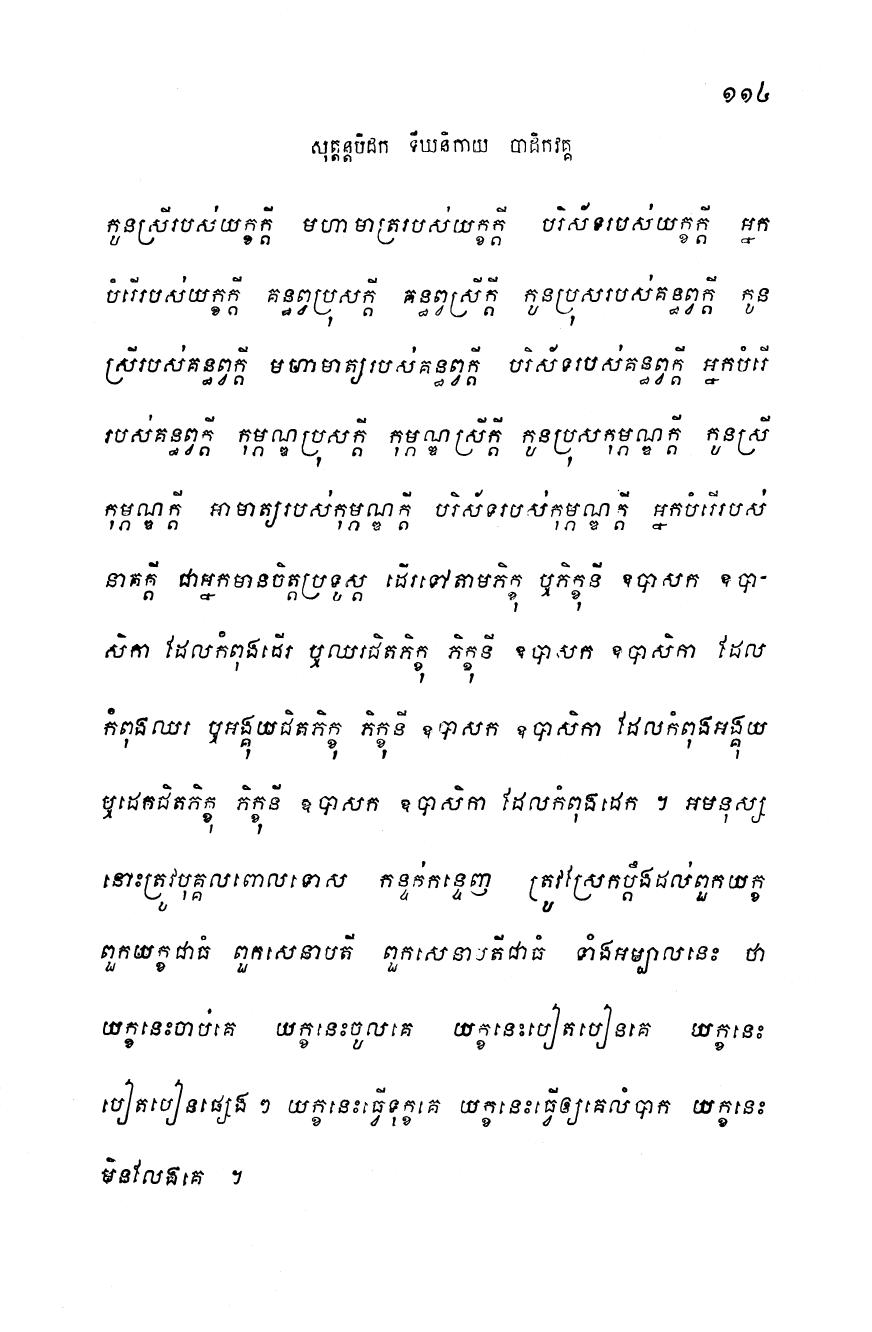 ១១៤
សុត្តន្តបិដក ទីឃនិកាយ បាដិកវគ្គ
កូនស្រីរបស់យក្ខក្តី មហាមាត្ររបស់យក្ខក្តី បរិស័ទរបស់យក្ខក្តី អ្នក
បំរើរបស់យក្ខក្តី គន្ធព្វប្រុសក្តី គន្ធព្វស្រីក្តី កូនប្រុសរបស់គន្ធព្វក្តី កូន
ស្រីរបស់គន្ធព្វក្តី មហាមាត្យរបស់គន្ធព្វក្តី បរិស័ទរបស់គន្ធព្វក្តី អ្នកបំរើ
របស់គន្ធព្វក្តី កុម្ភណ្ឌប្រុសក្តី កុម្ភណ្ឌស្រីក្តី កូនប្រុសកុម្ភណ្ឌក្តី កូនស្រី
កុម្ភណ្ឌក្តី អាមាត្យរបស់កុម្ភណ្ឌក្តី បរិស័ទរបស់កុម្ភណ្ឌក្តី អ្នកបំរើរបស់
នាគក្តី ជាអ្នកមានចិត្តប្រទូស្ត ដើរទៅតាមភិក្ខុ ឬភិក្ខុនី ឧបាសក ឧបា-
សិកា ដែលកំពុងដើរ ឬឈរជិតភិក្ខុ ភិក្ខុនី ឧបាសក ឧបាសិកា ដែល
កំពុងឈរ ឬអង្គុយជិតភិក្ខុ ភិក្ខុនី ឧបាសក ឧបាសិកា ដែលកំពុងអង្គុយ
ឬដេកជិតភិក្ខុ ភិក្ខុនី ឧបាសក ឧបាសិកា ដែលកំពុងដេក ។ អមនុស្ស
នោះត្រូវបុគ្គលពោលទោស កន្ទក់កន្ទេញ ត្រូវស្រែកប្តឹងដល់ពួកយក្ខ
ពួកយក្ខជាធំ ពួកសេនាបតី ពួកសេនាបតីជាធំ ទាំងអម្បាលនេះ ថា
យក្ខនេះចាប់គេ យក្ខនេះចូលគេ យក្ខនេះបៀតបៀនគេ យក្ខនេះ
បៀតបៀនផ្សេង ៗ យក្ខនេះធ្វើទុក្ខគេ យក្ខនេះធ្វើឲ្យគេលំបាក យក្ខនេះ
មិនលែងគេ ។